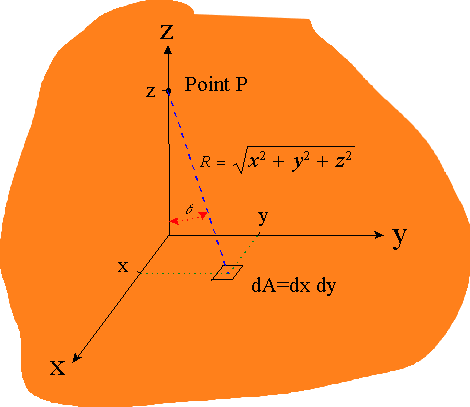 z
z Point P
R = √x² + y² + z²
δ
y
y
x
dA=dx dy
x